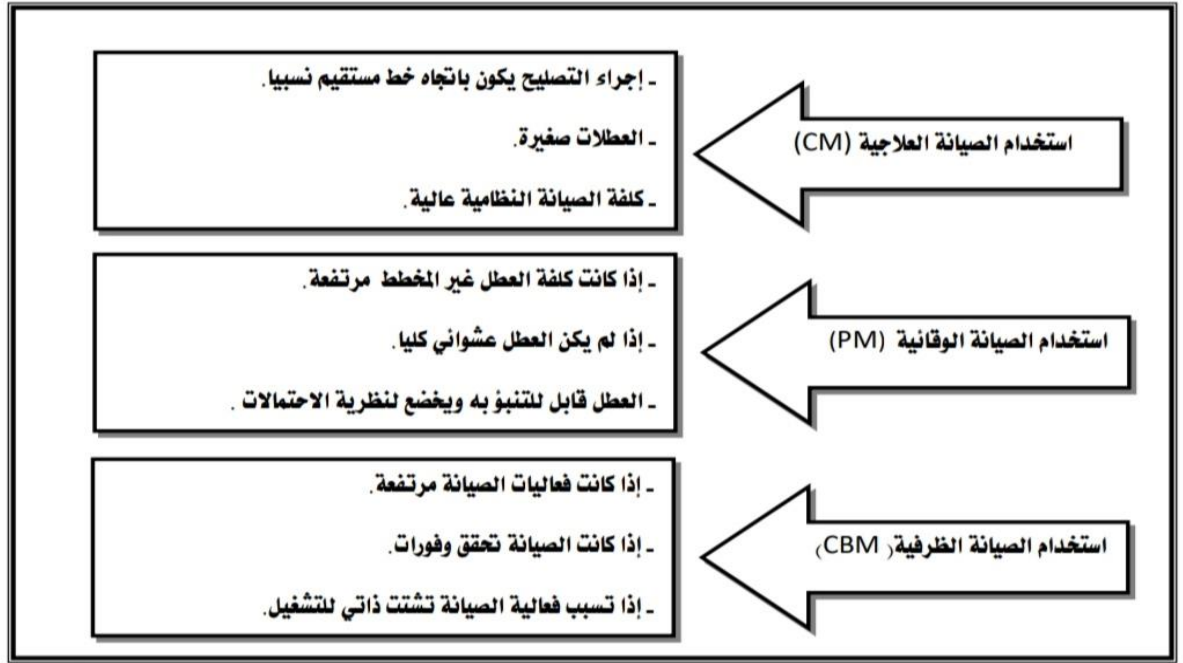 استخدام الصيانة العلاجية (CM)
ـ إجراء التصليح يكون باتجاه خط مستقيم نسبيا.
ـ العطلات صغيرة.
ـ كلفة الصيانة النظامية عالية.
استخدام الصيانة الوقائية (PM)
ـ إذا كانت كلفة العطل غير المخطط مرتفعة.
ـ إذا لم يكن العطل عشوائي كليا.
ـ العطل قابل للتنبؤ به ويخضع لنظرية الاحتمالات .
استخدام الصيانة الظرفية( CBM)
ـ إذا كانت فعاليات الصيانة مرتفعة.
ـ إذا كانت الصيانة تحقق وفورات.
ـ إذا تسبب فعالية الصيانة تشتت ذاتي للتشغيل.